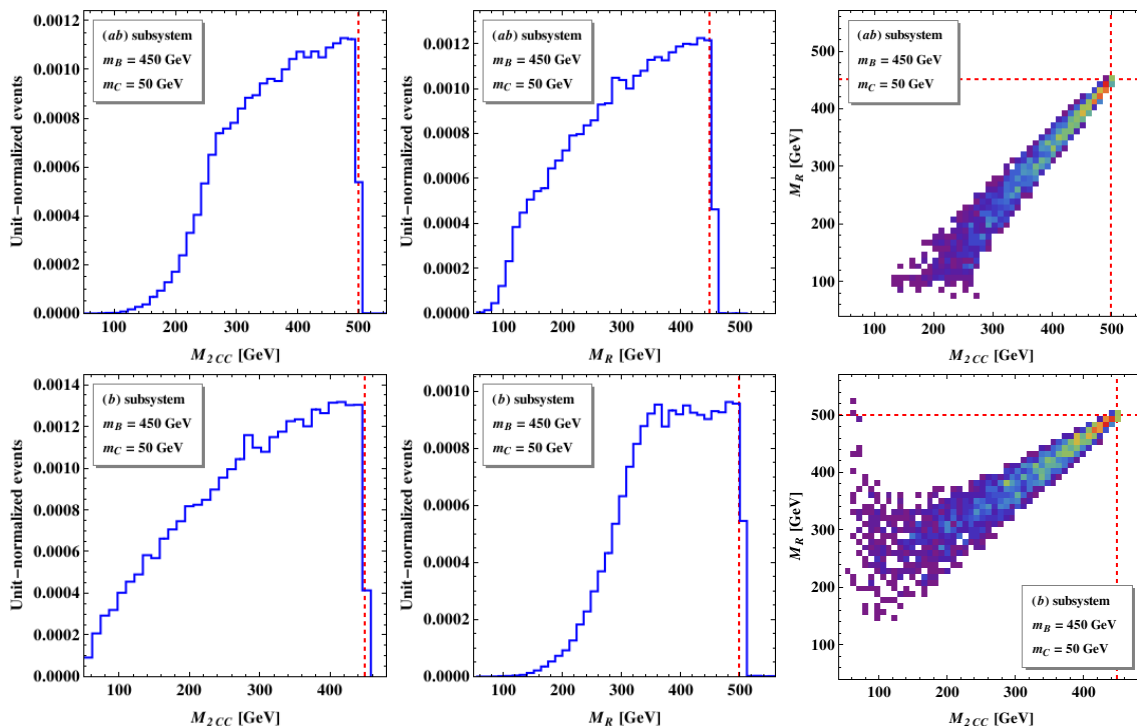 0.0012
0.0010
0.0008
0.0006
0.0004
0.0002
0.0000
Unit−normalized events
(ab) subsystem
m_B = 450 GeV
m_C = 50 GeV
100 200 300 400 500
M_2CC [GeV]
0.0012
0.0010
0.0008
0.0006
0.0004
0.0002
0.0000
Unit−normalized events
(ab) subsystem
m_B = 450 GeV
m_C = 50 GeV
100 200 300 400 500
M_R [GeV]
500
400
300
200
100
M_R [GeV]
(ab) subsystem
m_B = 450 GeV
m_C = 50 GeV
100 200 300 400 500
M_2CC [GeV]
0.0014
0.0012
0.0010
0.0008
0.0006
0.0004
0.0002
0.0000
Unit−normalized events
(b) subsystem
m_B = 450 GeV
m_C = 50 GeV
100 200 300 400
M_2CC [GeV]
0.0010
0.0008
0.0006
0.0004
0.0002
0.0000
Unit−normalized events
(b) subsystem
m_B = 450 GeV
m_C = 50 GeV
100 200 300 400 500
M_R [GeV]
500
400
300
200
100
M_R [GeV]
(b) subsystem
m_B = 450 GeV
m_C = 50 GeV
100 200 300 400
M_2CC [GeV]